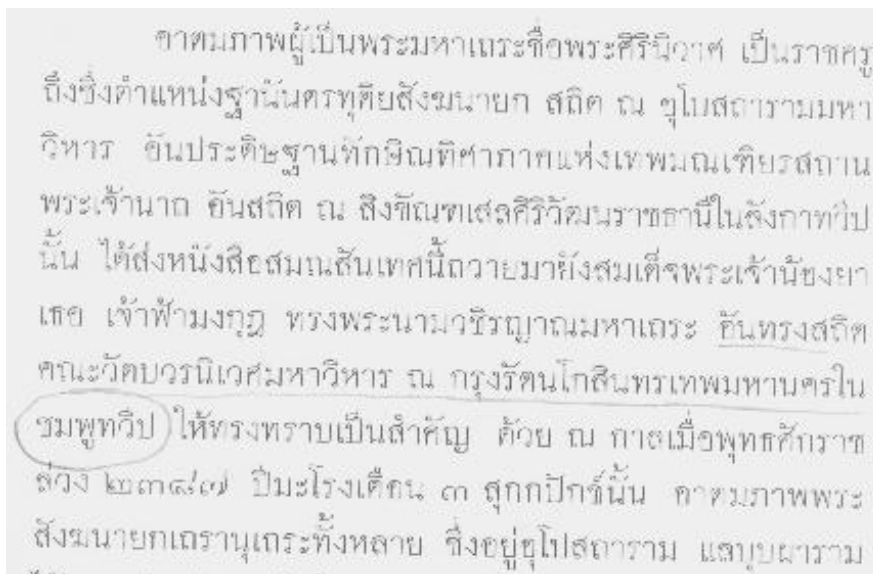 อาตมภาพผู้เป็นพระมหาเถระชื่อพระศิรินิวาศ เป็นราชครู
ถึงซึ่งตำแหน่งฐานันตรทุติยสังฆนายก สถิต ณ ขุโบสถารามมหา
วิหาร อันประดิษฐานทักษิณทิศาภาคแห่งเทพมณเฑียรสถาน
พระเจ้านาถ อันสถิต ณ สิงขัณฑเสลศิริวัฒนราชธานีในลังกาทวีป
นั้น ได้ส่งหนังสือสมณสันเทศนี้ถวายมายังสมเด็จพระเจ้าน้องยา
เธอ เจ้าฟ้ามงกุฎ ทรงพระนามวชิรญาณมหาเถระ อันทรงสถิต
คณะวัดบวรนิเวศมหาวิหาร ณ กรุงรัตนโกสินทรเทพมหานครใน
ชมพูทวีป ให้ทรงทราบเป็นสำคัญ ด้วย ณ กาลเมื่อพุทธศักราช
ล่วง ๒๓๘๗ ปีมะโรงเดือน ๓ สุกกปักข์นั้น อาตมภาพพระ
สังฆนายกเถรานุเถระทั้งหลาย ซึ่งอยู่อุโปสถาราม แลบุบผาราม